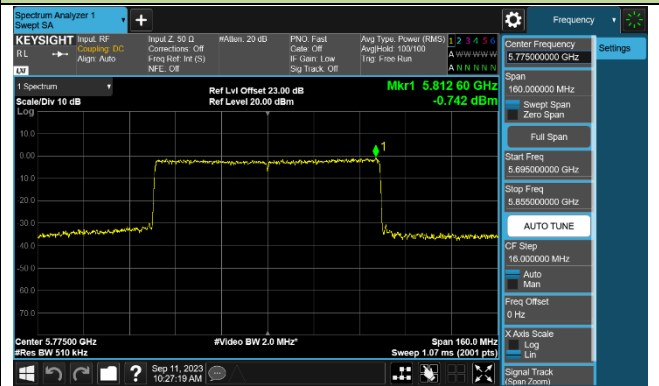 Spectrum Analyzer 1
Swept SA
Frequency
KEYSIGHT
RL
LXI
Input: RF
Coupling: DC
Align: Auto
Input Z: 50 Ω
Corrections: Off
Freq Ref: Int (S)
NFE: Off
#Atten: 20 dB
PNO: Fast
Gate: Off
IF Gain: Low
Sig Track: Off
Avg Type: Power (RMS)
Avg|Hold: 100/100
Trig: Free Run
1 2 3 4 5 6
A W W W W W
A N N N N N
1 Spectrum
Scale/Div 10 dB
Log
Ref Lvl Offset 23.00 dB
Ref Level 20.00 dBm
Mkr1 5.812 60 GHz
-0.742 dBm
1
10.0
0.00
-10.0
-20.0
-30.0
-40.0
-50.0
-60.0
-70.0
Center 5.77500 GHz
#Res BW 510 kHz
#Video BW 2.0 MHz*
Span 160.0 MHz
Sweep 1.07 ms (2001 pts)
Sep 11, 2023
10:27:19 AM
Center Frequency
5.775000000 GHz
Span
160.000000 MHz
Swept Span
Zero Span
Full Span
Start Freq
5.695000000 GHz
Stop Freq
5.855000000 GHz
AUTO TUNE
CF Step
16.000000 MHz
Auto
Man
Freq Offset
0 Hz
X Axis Scale
Log
Lin
Signal Track
(Span Zoom)
Settings